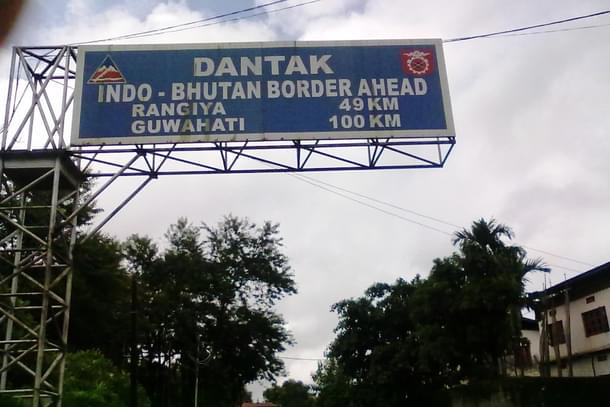 DANTAK
INDO - BHUTAN BORDER AHEAD
RANGIYA 49 KM
GUWAHATI 100 KM